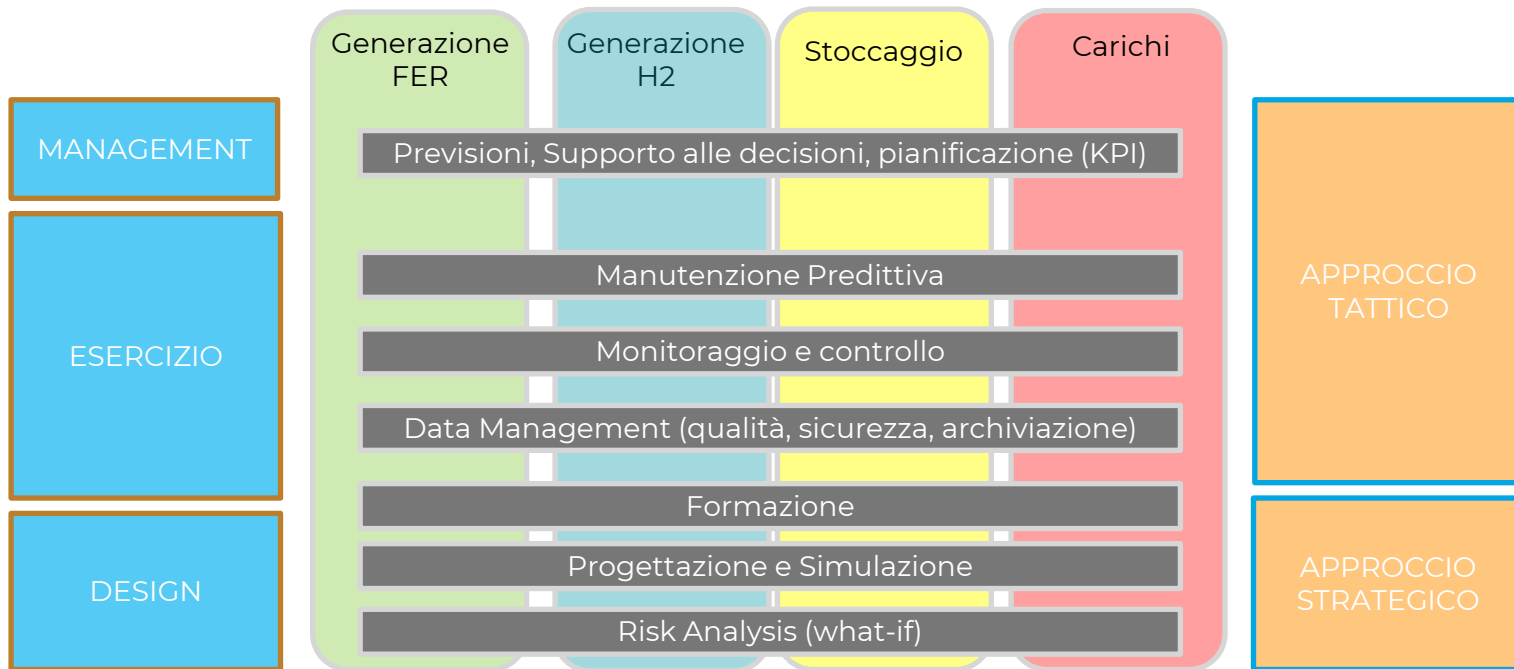 Generazione
FER
Generazione
H2
Stoccaggio
Carichi
MANAGEMENT
Previsioni, Supporto alle decisioni, pianificazione (KPI)
ESERCIZIO
Manutenzione Predittiva
Monitoraggio e controllo
Data Management (qualità, sicurezza, archiviazione)
APPROCCIO
TATTICO
DESIGN
Formazione
Progettazione e Simulazione
Risk Analysis (what-if)
APPROCCIO
STRATEGICO